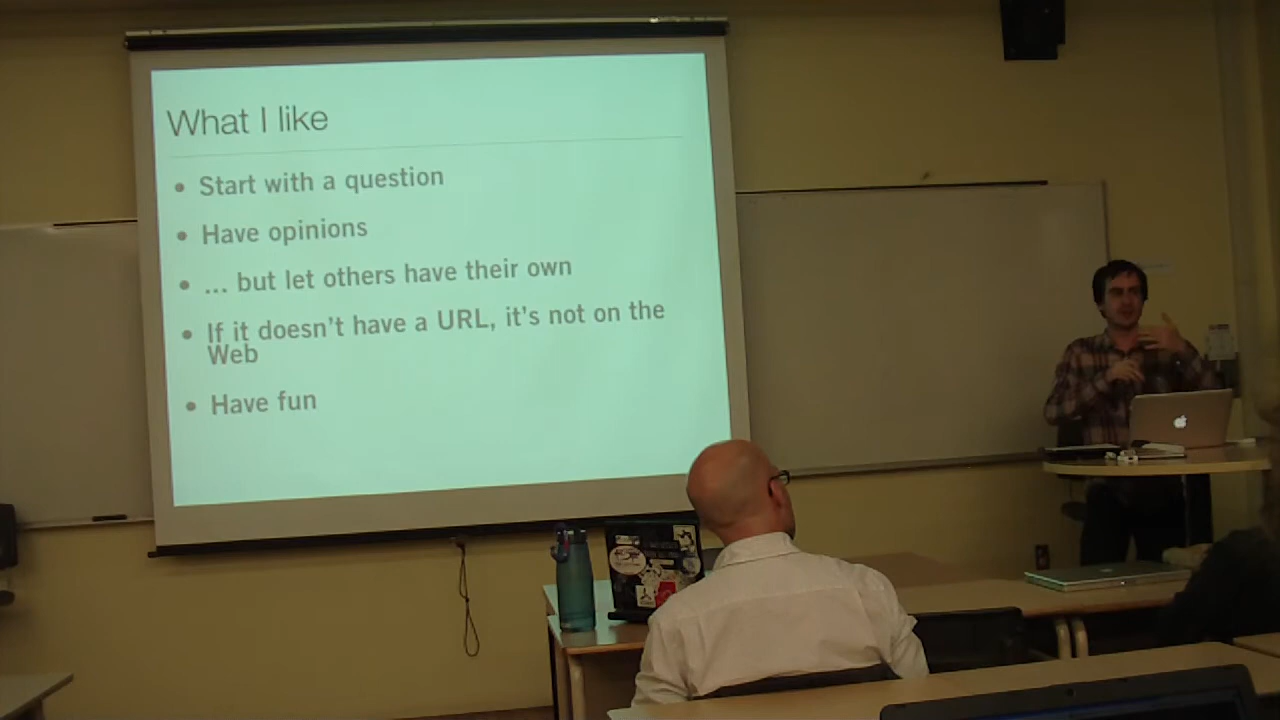 What I like
• Start with a question
• Have opinions
• ... but let others have their own
• If it doesn't have a URL, it's not on the
Web
• Have fun